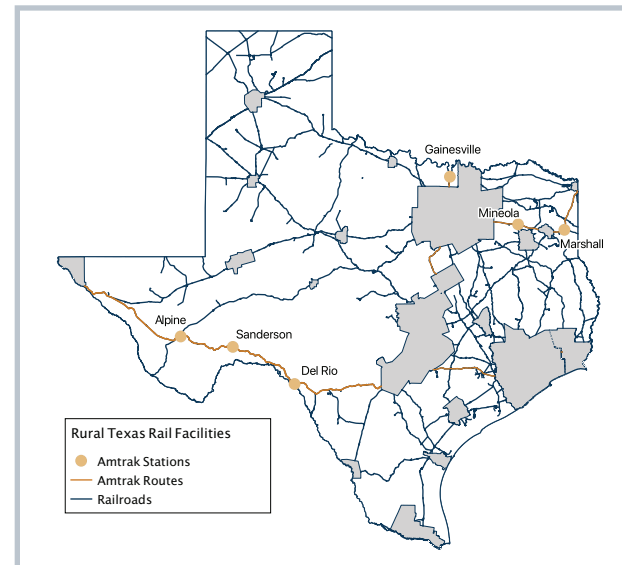 Gainesville
Mineola
Marshall
Alpine
Sanderson
Del Rio
Rural Texas Rail Facilities
Amtrak Stations
Amtrak Routes
Railroads